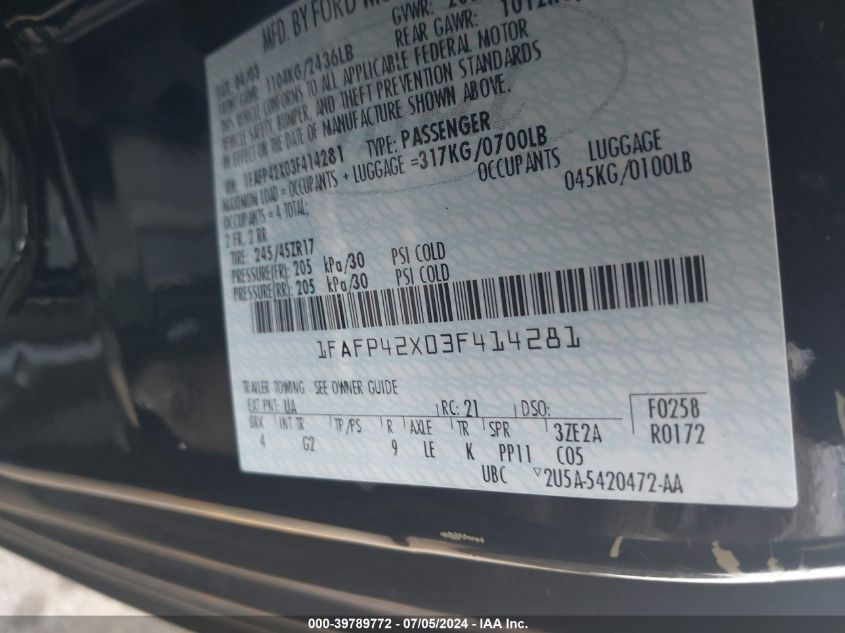 MFD. BY FORD MO
GVWR:
REAR GAWR:
DATE: 04/03
FRONT GAWR: 1104KG/2436LB
THIS VEHICLE CONFORMS TO ALL APPLICABLE FEDERAL MOTOR
VEHICLE SAFETY, BUMPER, AND THEFT PREVENTION STANDARDS
IN EFFECT ON THE DATE OF MANUFACTURE SHOWN ABOVE.
VIN: 1FAFP42X03F414281 TYPE: PASSENGER
MAXIMUM LOAD = OCCUPANTS + LUGGAGE =317KG/0700LB
OCCUPANTS = 4 TOTAL; OCCUPANTS LUGGAGE
2 FR, 2 RR 045KG/0100LB
TIRE: 245/45ZR17
PRESSURE(FR): 205 kPa/30 PSI COLD
PRESSURE(RR): 205 kPa/30 PSI COLD
1FAFP42X03F414281
TRAILER TOWING SEE OWNER GUIDE
EXT PNT: UA RC: 21 DSO: F0258
BRK INT TR TP/PS R AXLE TR SPR 3ZE2A R0172
4 G2 9 LE K PP11 C05
UBC 2U5A-5420472-AA
000-39789772 - 07/05/2024 - IAA Inc.